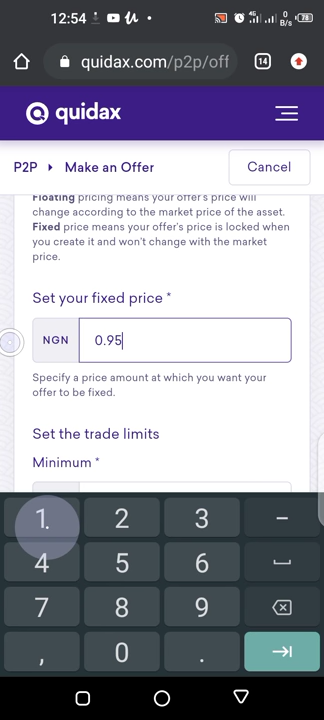 12:54
4G
0
B/s
78
quidax.com/p2p/off
14
quidax
P2P Make an Offer Cancel
Floating pricing means your offer's price will
change according to the market price of the asset.
Fixed price means your offer's price is locked when
you create it and won't change with the market
price.
Set your fixed price *
NGN 0.95
Specify a price amount at which you want your
offer to be fixed.
Set the trade limits
Minimum *
1 2 3 –
4 5 6
7 8 9
, 0 .